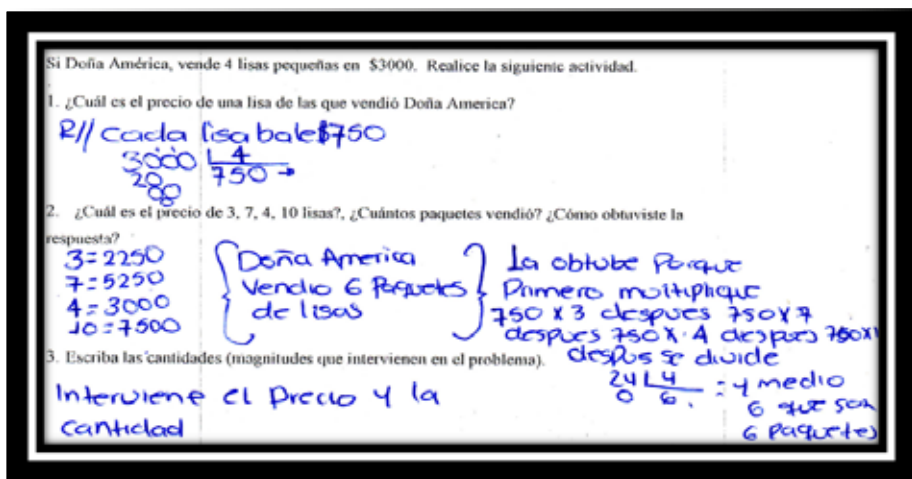 Si Doña América, vende 4 lisas pequeñas en $3000. Realice la siguiente actividad.
1. ¿Cuál es el precio de una lisa de las que vendió Doña America?
R// Cada lisa bale $750
3000 4
20 750
00
2. ¿Cuál es el precio de 3, 7, 4, 10 lisas?, ¿Cuántos paquetes vendió? ¿Cómo obtuviste la
respuesta?
3=2250
7=5250
4=3000
10=7500
Doña America
Vendio 6 Paquetes
de lisas
La obtube Porque
Primero multiplique
750 x 3 despues 750 x 7
despues 750 x 4 despues 750x1
despus se divide
24 4 = y medio
0 6. 6 que son
6 paquetes
3. Escriba las cantidades (magnitudes que intervienen en el problema).
Interviene el Precio y la
cantidad